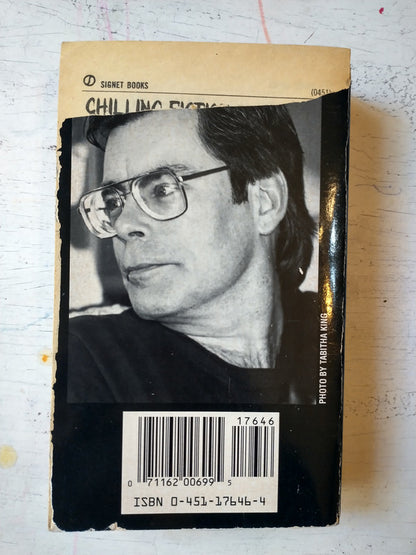 SIGNET BOOKS
(0451)
CHILLING FICTION
PHOTO BY TABITHA KING
17646
0 71162 00699 5
ISBN 0-451-17646-4